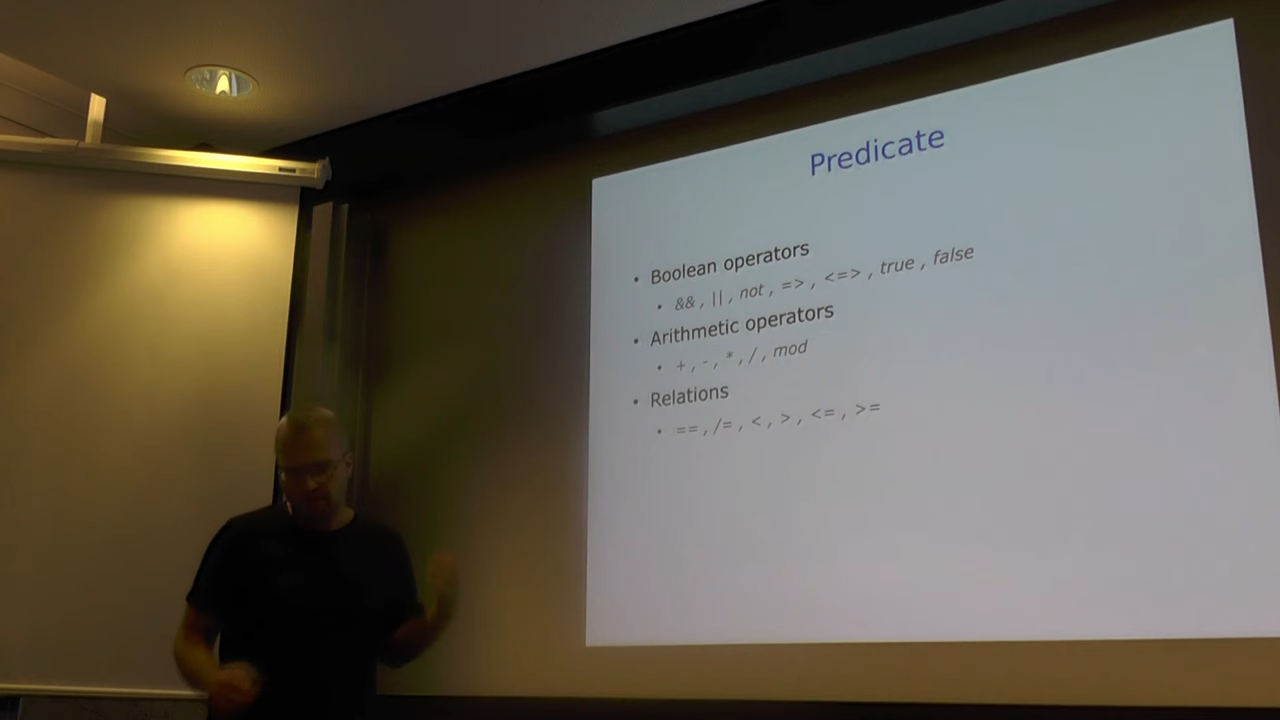 Predicate
• Boolean operators
• && , || , not , => , <=> , true , false
• Arithmetic operators
• + , - , * , / , mod
• Relations
• == , /= , < , > , <= , >=